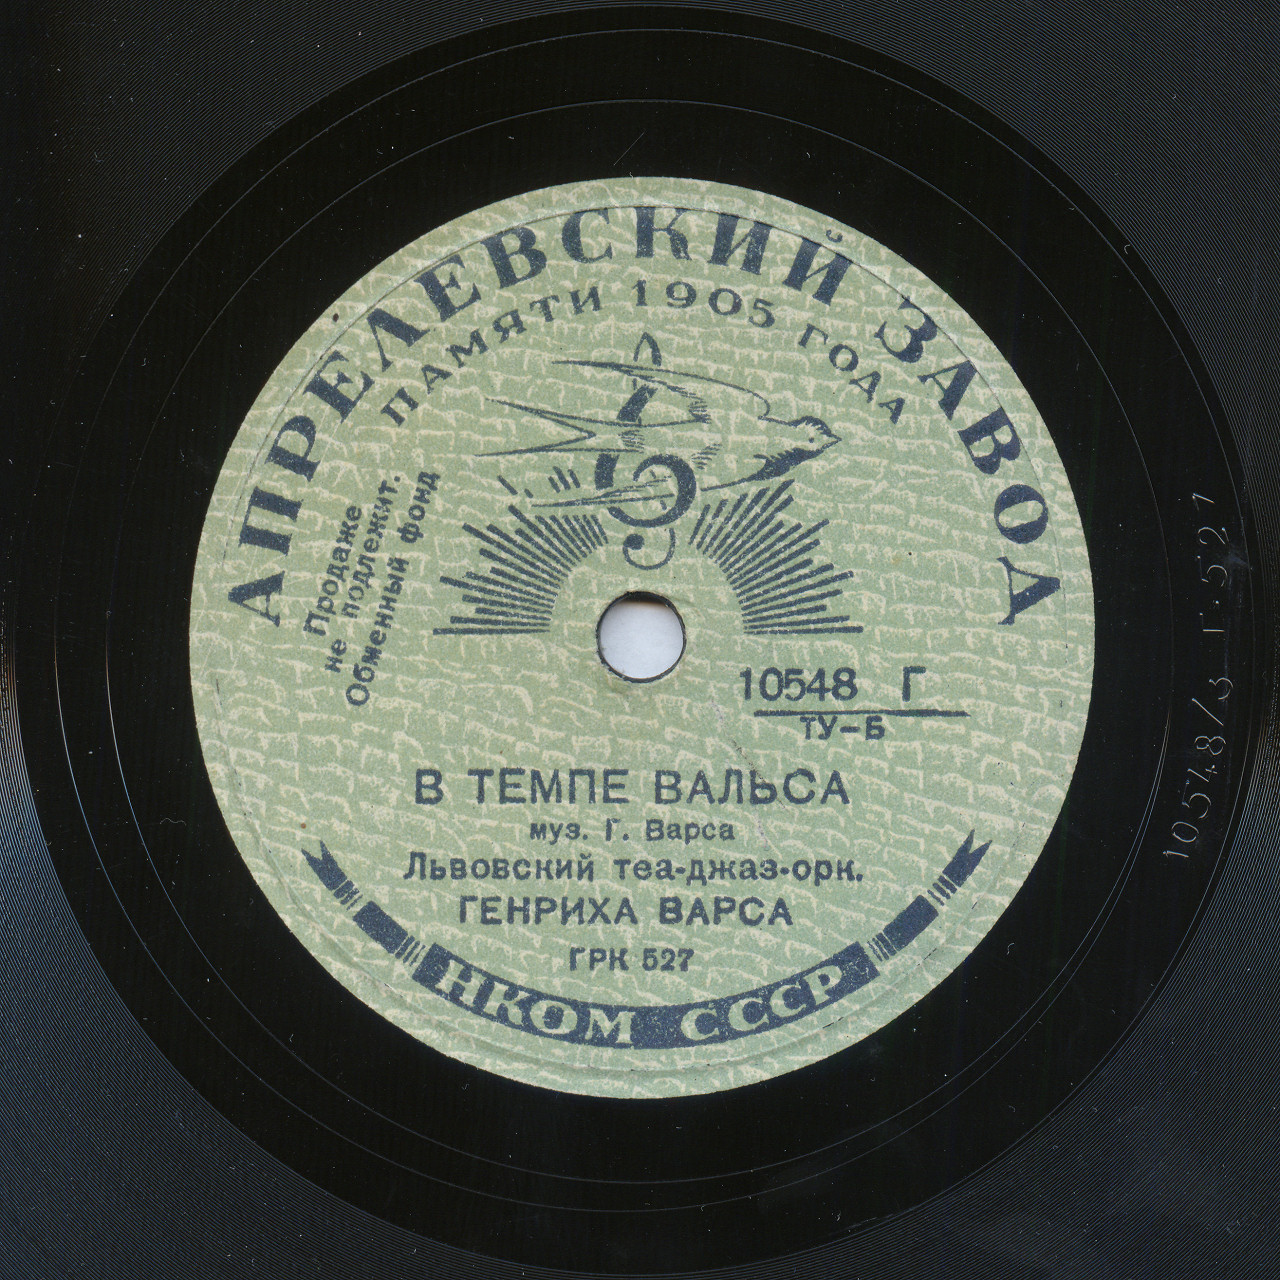 АПРЕЛЕВСКИЙ ЗАВОД
ПАМЯТИ 1905 ГОДА
Продаже
не подлежит.
Обменный фонд
10548 Г
ТУ-Б
В ТЕМПЕ ВАЛЬСА
муз. Г. Варса
Львовский теа-джаз-орк.
ГЕНРИХА ВАРСА
ГРК 527
НКОМ СССР
10548/3